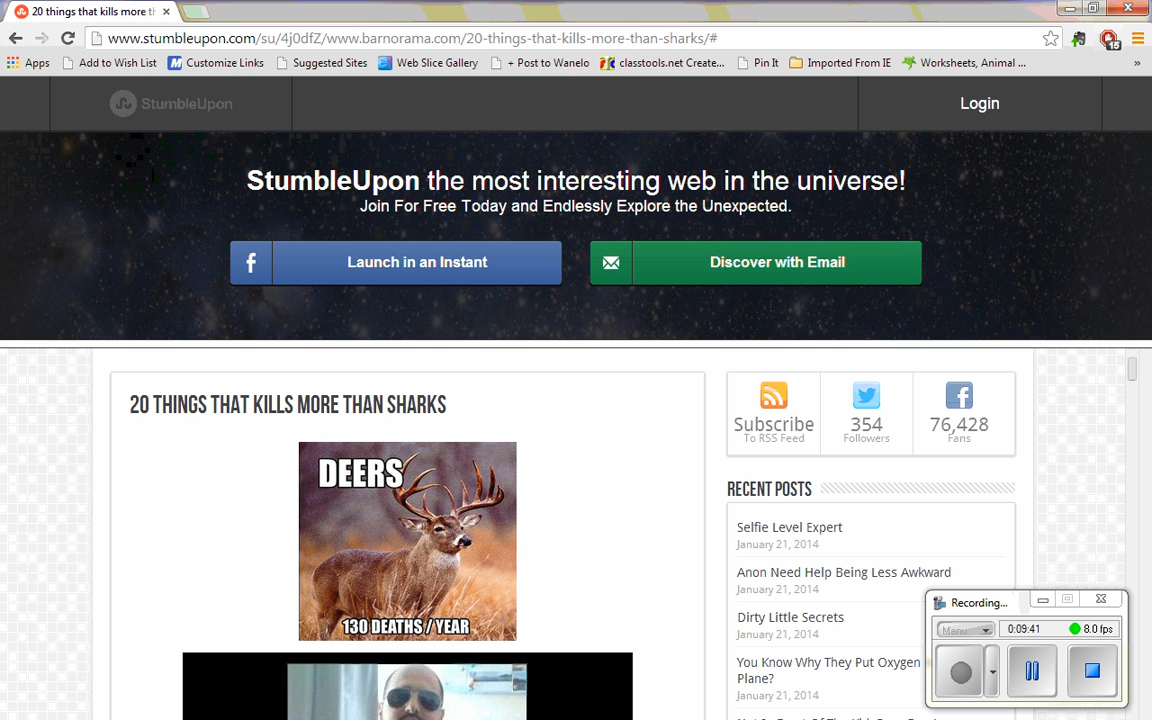 20 things that kills more t
www.stumbleupon.com/su/4j0dfZ/www.barnorama.com/20-things-that-kills-more-than-sharks/#
15
Apps Add to Wish List Customize Links Suggested Sites Web Slice Gallery + Post to Wanelo classtools.net Create... Pin It Imported From IE Worksheets, Animal ... »
StumbleUpon Login
StumbleUpon the most interesting web in the universe!
Join For Free Today and Endlessly Explore the Unexpected.
f Launch in an Instant Discover with Email
20 THINGS THAT KILLS MORE THAN SHARKS
DEERS
130 DEATHS / YEAR
Subscribe 354 76,428
To RSS Feed Followers Fans
RECENT POSTS
Selfie Level Expert
January 21, 2014
Anon Need Help Being Less Awkward
January 21, 2014
Dirty Little Secrets
January 21, 2014
You Know Why They Put Oxygen
Plane?
January 21, 2014
Recording...
Menu 0:09:41 8.0 fps